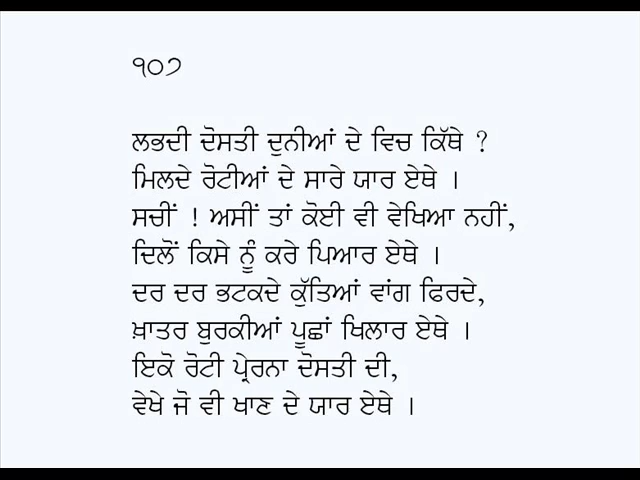 ੧੦੭
ਲਭਦੀ ਦੋਸਤੀ ਦੁਨੀਆਂ ਦੇ ਵਿਚ ਕਿੱਥੇ ?
ਮਿਲਦੇ ਰੋਟੀਆਂ ਦੇ ਸਾਰੇ ਯਾਰ ਏਥੇ ।
ਸਚੀਂ ! ਅਸੀਂ ਤਾਂ ਕੋਈ ਵੀ ਵੇਖਿਆ ਨਹੀਂ,
ਦਿਲੋਂ ਕਿਸੇ ਨੂੰ ਕਰੇ ਪਿਆਰ ਏਥੇ ।
ਦਰ ਦਰ ਭਟਕਦੇ ਕੁੱਤਿਆਂ ਵਾਂਗ ਫਿਰਦੇ,
ਖ਼ਾਤਰ ਬੁਰਕੀਆਂ ਪੂਛਾਂ ਖਿਲਾਰ ਏਥੇ ।
ਇਕੋ ਰੋਟੀ ਪ੍ਰੇਰਨਾ ਦੋਸਤੀ ਦੀ,
ਵੇਖੇ ਜੋ ਵੀ ਖਾਣ ਦੇ ਯਾਰ ਏਥੇ ।